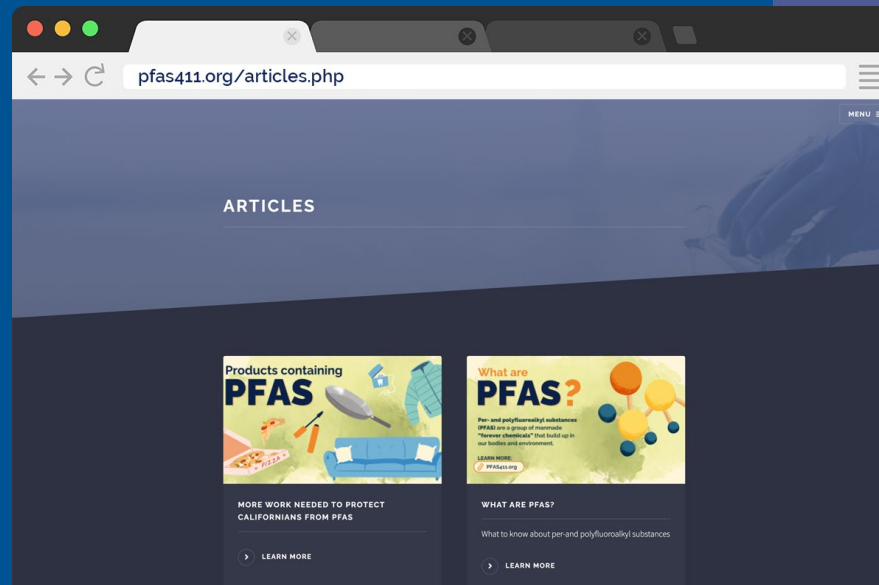 pfas411.org/articles.php
MENU
ARTICLES
Products containing
PFAS
PIZZA
What are
PFAS?
Per- and polyfluoroalkyl substances
(PFAS) are a group of manmade
"forever chemicals" that build up in
our bodies and environment.
LEARN MORE:
PFAS411.org
MORE WORK NEEDED TO PROTECT
CALIFORNIANS FROM PFAS
LEARN MORE
WHAT ARE PFAS?
What to know about per-and polyfluoroalkyl substances
LEARN MORE